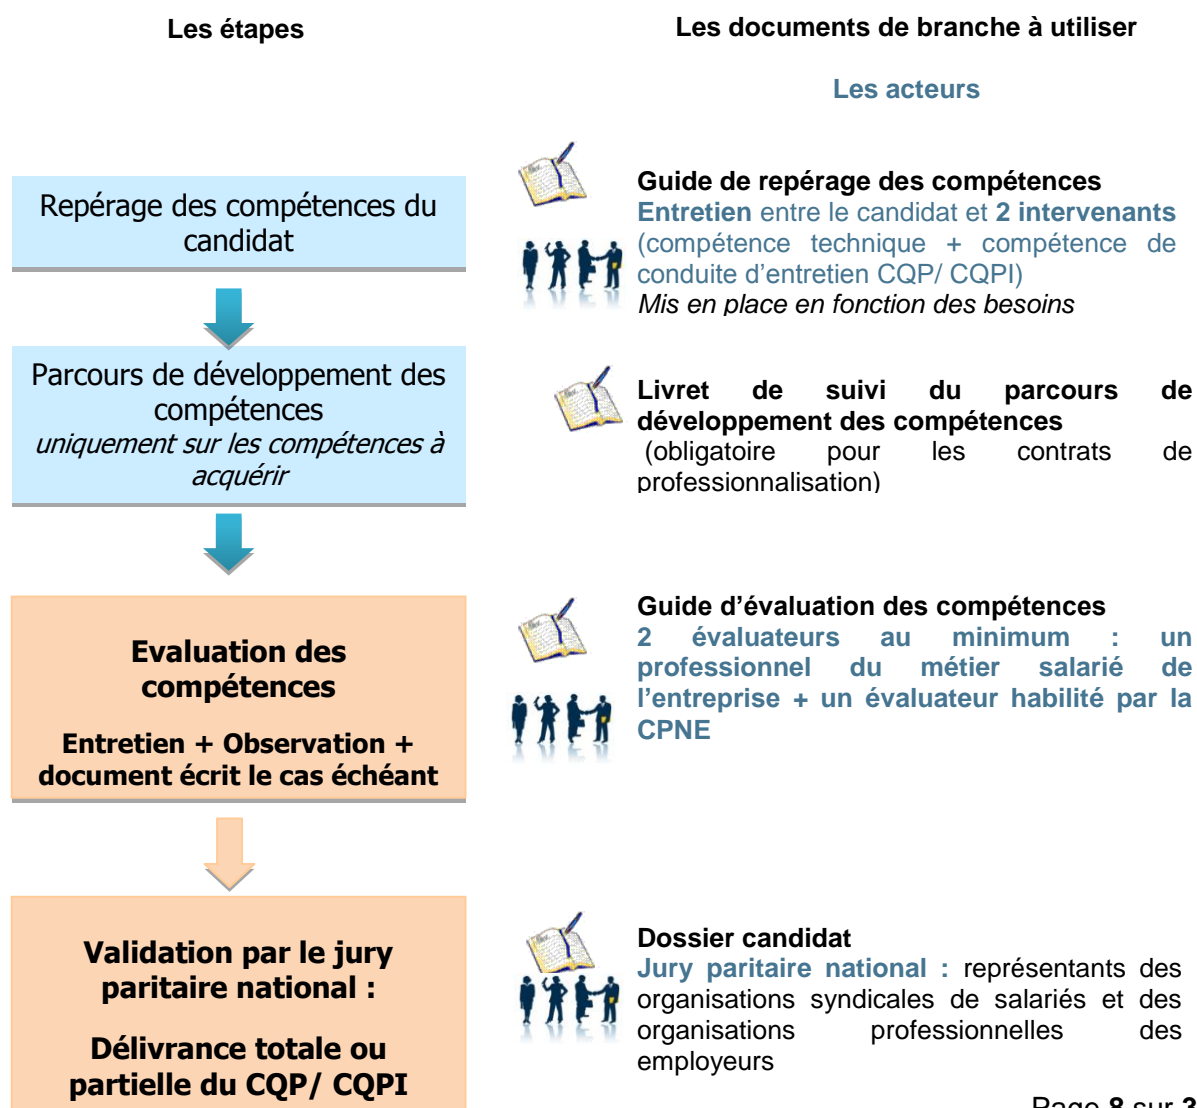 Les étapes
Les documents de branche à utiliser
Les acteurs
Repérage des compétences du
candidat
Guide de repérage des compétences
Entretien entre le candidat et 2 intervenants
(compétence technique + compétence de
conduite d'entretien CQP/ CQPI)
Mis en place en fonction des besoins
Parcours de développement des
compétences
uniquement sur les compétences à
acquérir
Livret de suivi du parcours de
développement des compétences
(obligatoire pour les contrats de
professionnalisation)
Evaluation des
compétences
Entretien + Observation +
document écrit le cas échéant
Guide d'évaluation des compétences
2 évaluateurs au minimum : un
professionnel du métier salarié de
l'entreprise + un évaluateur habilité par la
CPNE
Validation par le jury
paritaire national :
Délivrance totale ou
partielle du CQP/ CQPI
Dossier candidat
Jury paritaire national : représentants des
organisations syndicales de salariés et des
organisations professionnelles des
employeurs
Page 8 sur 3